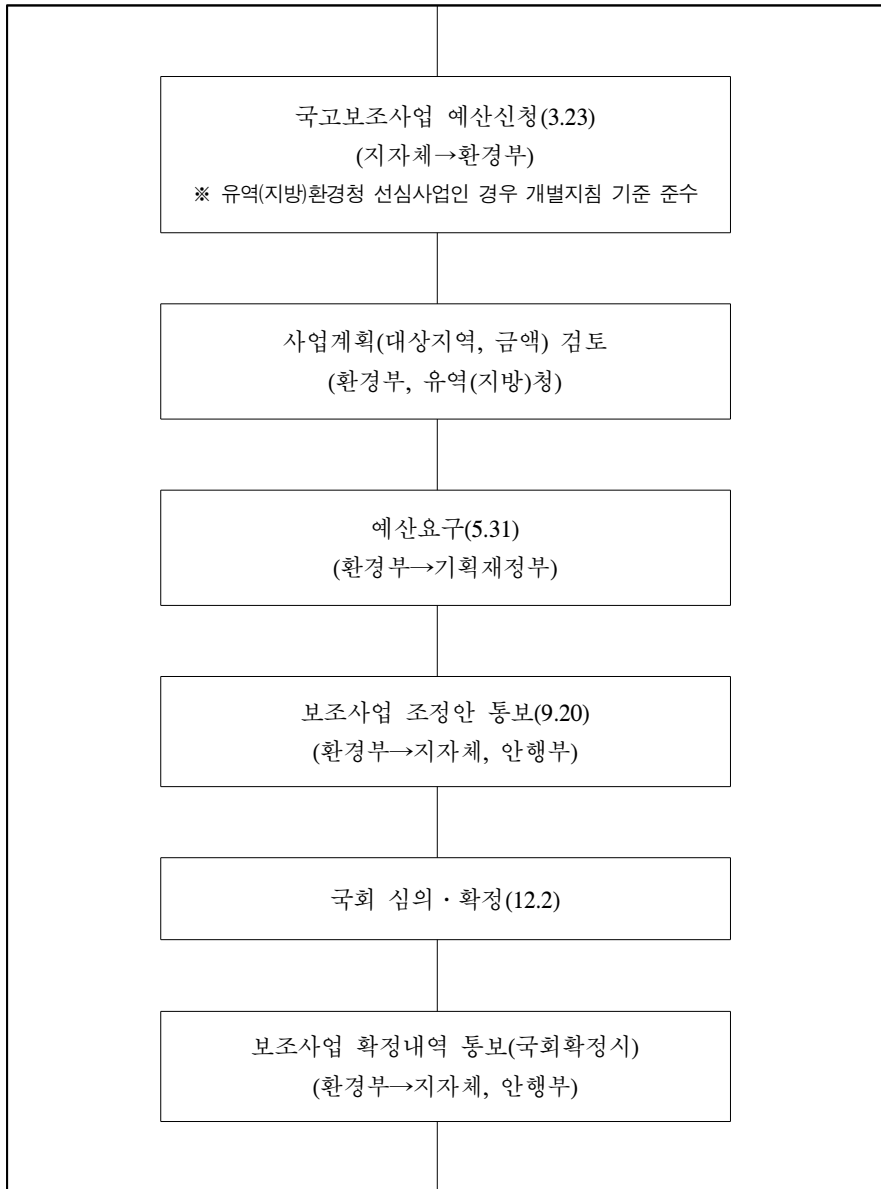 국고보조사업 예산신청(3.23)
(지자체→환경부)
※ 유역(지방)환경청 선심사업인 경우 개별지침 기준 준수
사업계획(대상지역, 금액) 검토
(환경부, 유역(지방)청)
예산요구(5.31)
(환경부→기획재정부)
보조사업 조정안 통보(9.20)
(환경부→지자체, 안행부)
국회 심의·확정(12.2)
보조사업 확정내역 통보(국회확정시)
(환경부→지자체, 안행부)